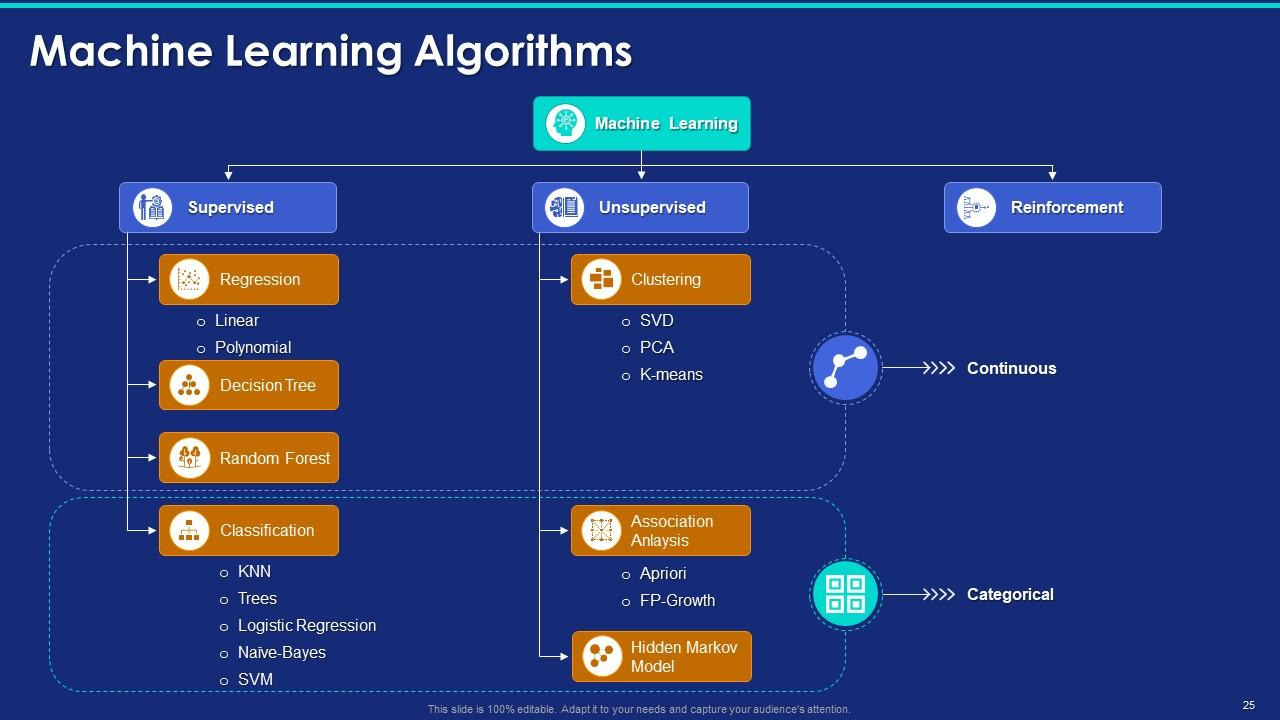 Machine Learning Algorithms
Machine Learning
Supervised
Unsupervised
Reinforcement
Regression
o Linear
o Polynomial
Decision Tree
Random Forest
Clustering
o SVD
o PCA
o K-means
Continuous
Classification
o KNN
o Trees
o Logistic Regression
o Naïve-Bayes
o SVM
Association
Anlaysis
o Apriori
o FP-Growth
Hidden Markov
Model
Categorical
This slide is 100% editable. Adapt it to your needs and capture your audience's attention.
25